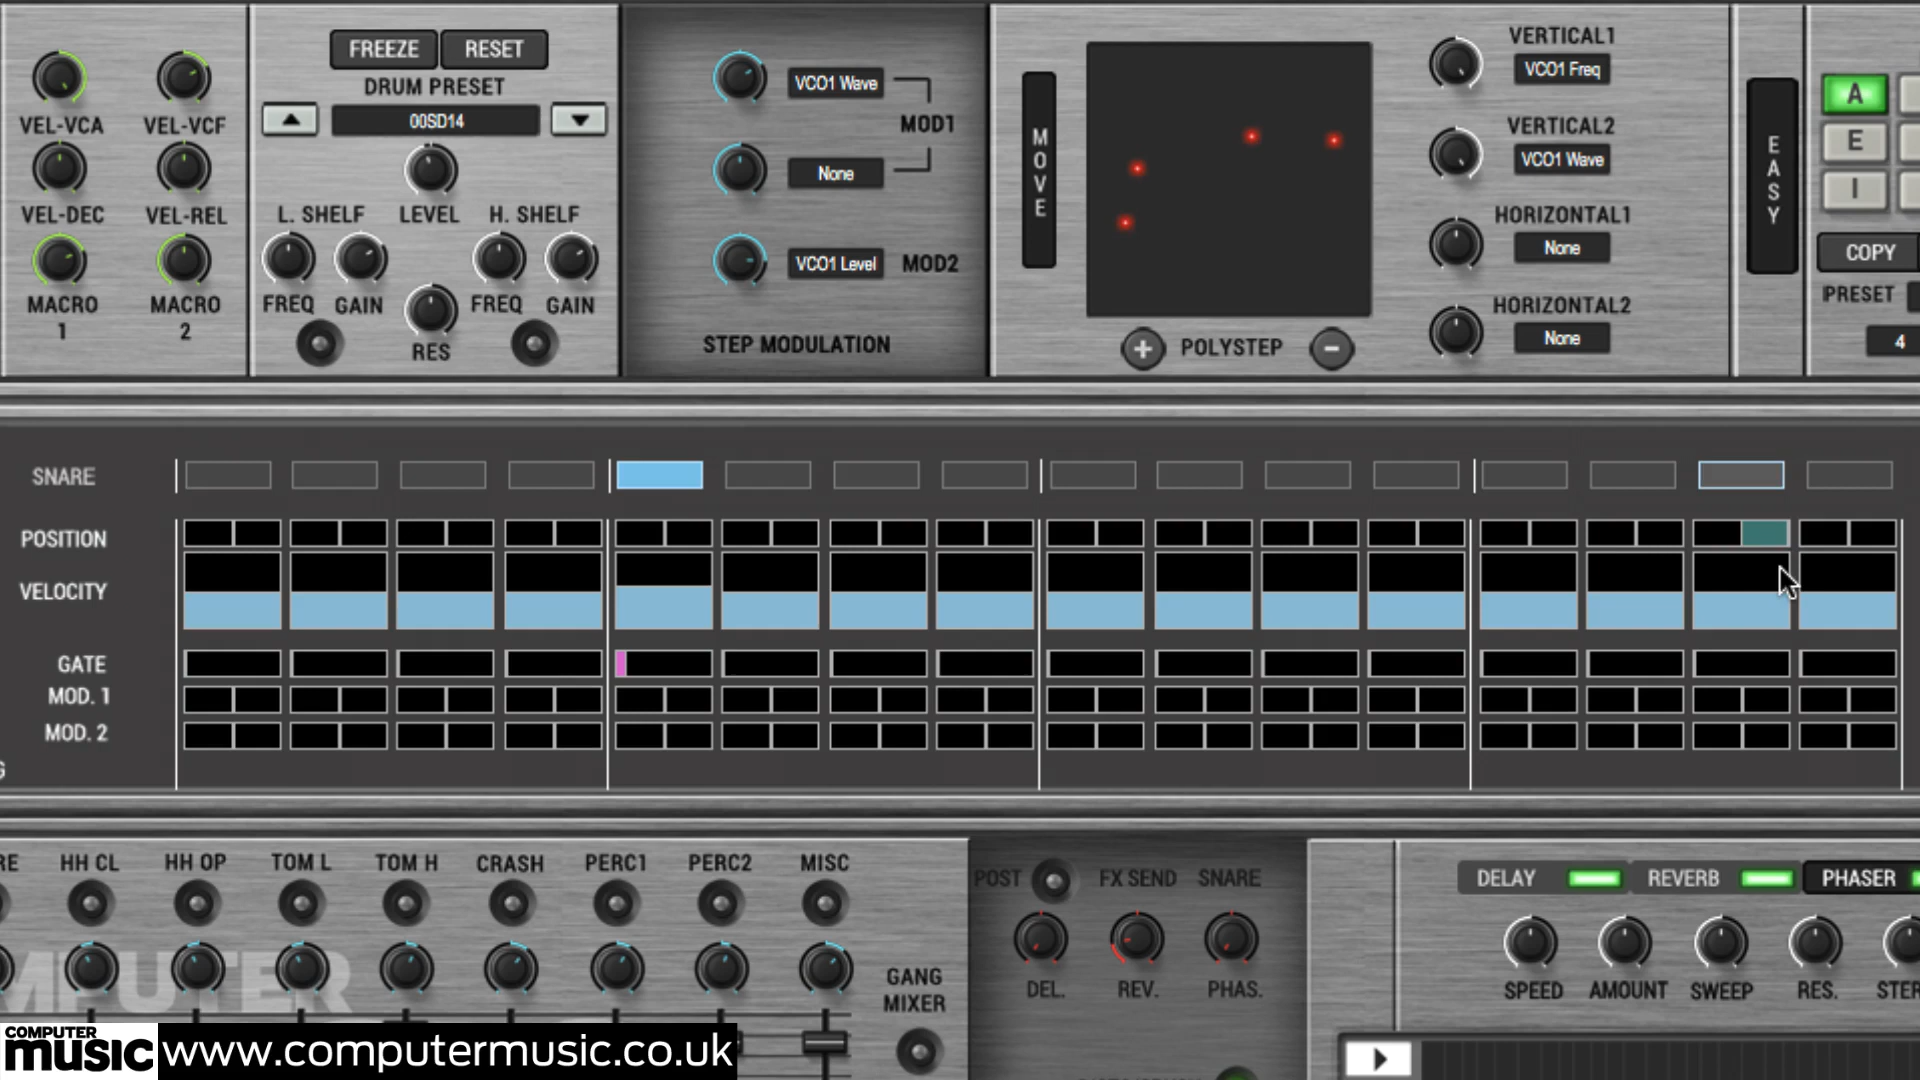 FREEZE RESET
DRUM PRESET
00SD14
VEL-VCA VEL-VCF
VEL-DEC VEL-REL
MACRO 1
MACRO 2
L. SHELF LEVEL H. SHELF
FREQ GAIN RES FREQ GAIN
VCO1 Wave
MOD1
None
VCO1 Level MOD2
STEP MODULATION
MOVE
POLYSTEP
VERTICAL1
VCO1 Freq
VERTICAL2
VCO1 Wave
HORIZONTAL1
None
HORIZONTAL2
None
EASY
A
E
I
COPY
PRESET
4
SNARE
POSITION
VELOCITY
GATE
MOD. 1
MOD. 2
RE HH CL HH OP TOM L TOM H CRASH PERC1 PERC2 MISC
GANG
MIXER
POST FX SEND SNARE
DEL. REV. PHAS.
DELAY REVERB PHASER
SPEED AMOUNT SWEEP RES. STER
MPUTER
COMPUTER
music
www.computermusic.co.uk